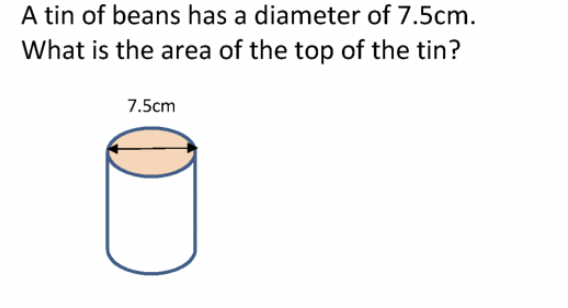 A tin of beans has a diameter of 7.5cm.
What is the area of the top of the tin?
7.5cm